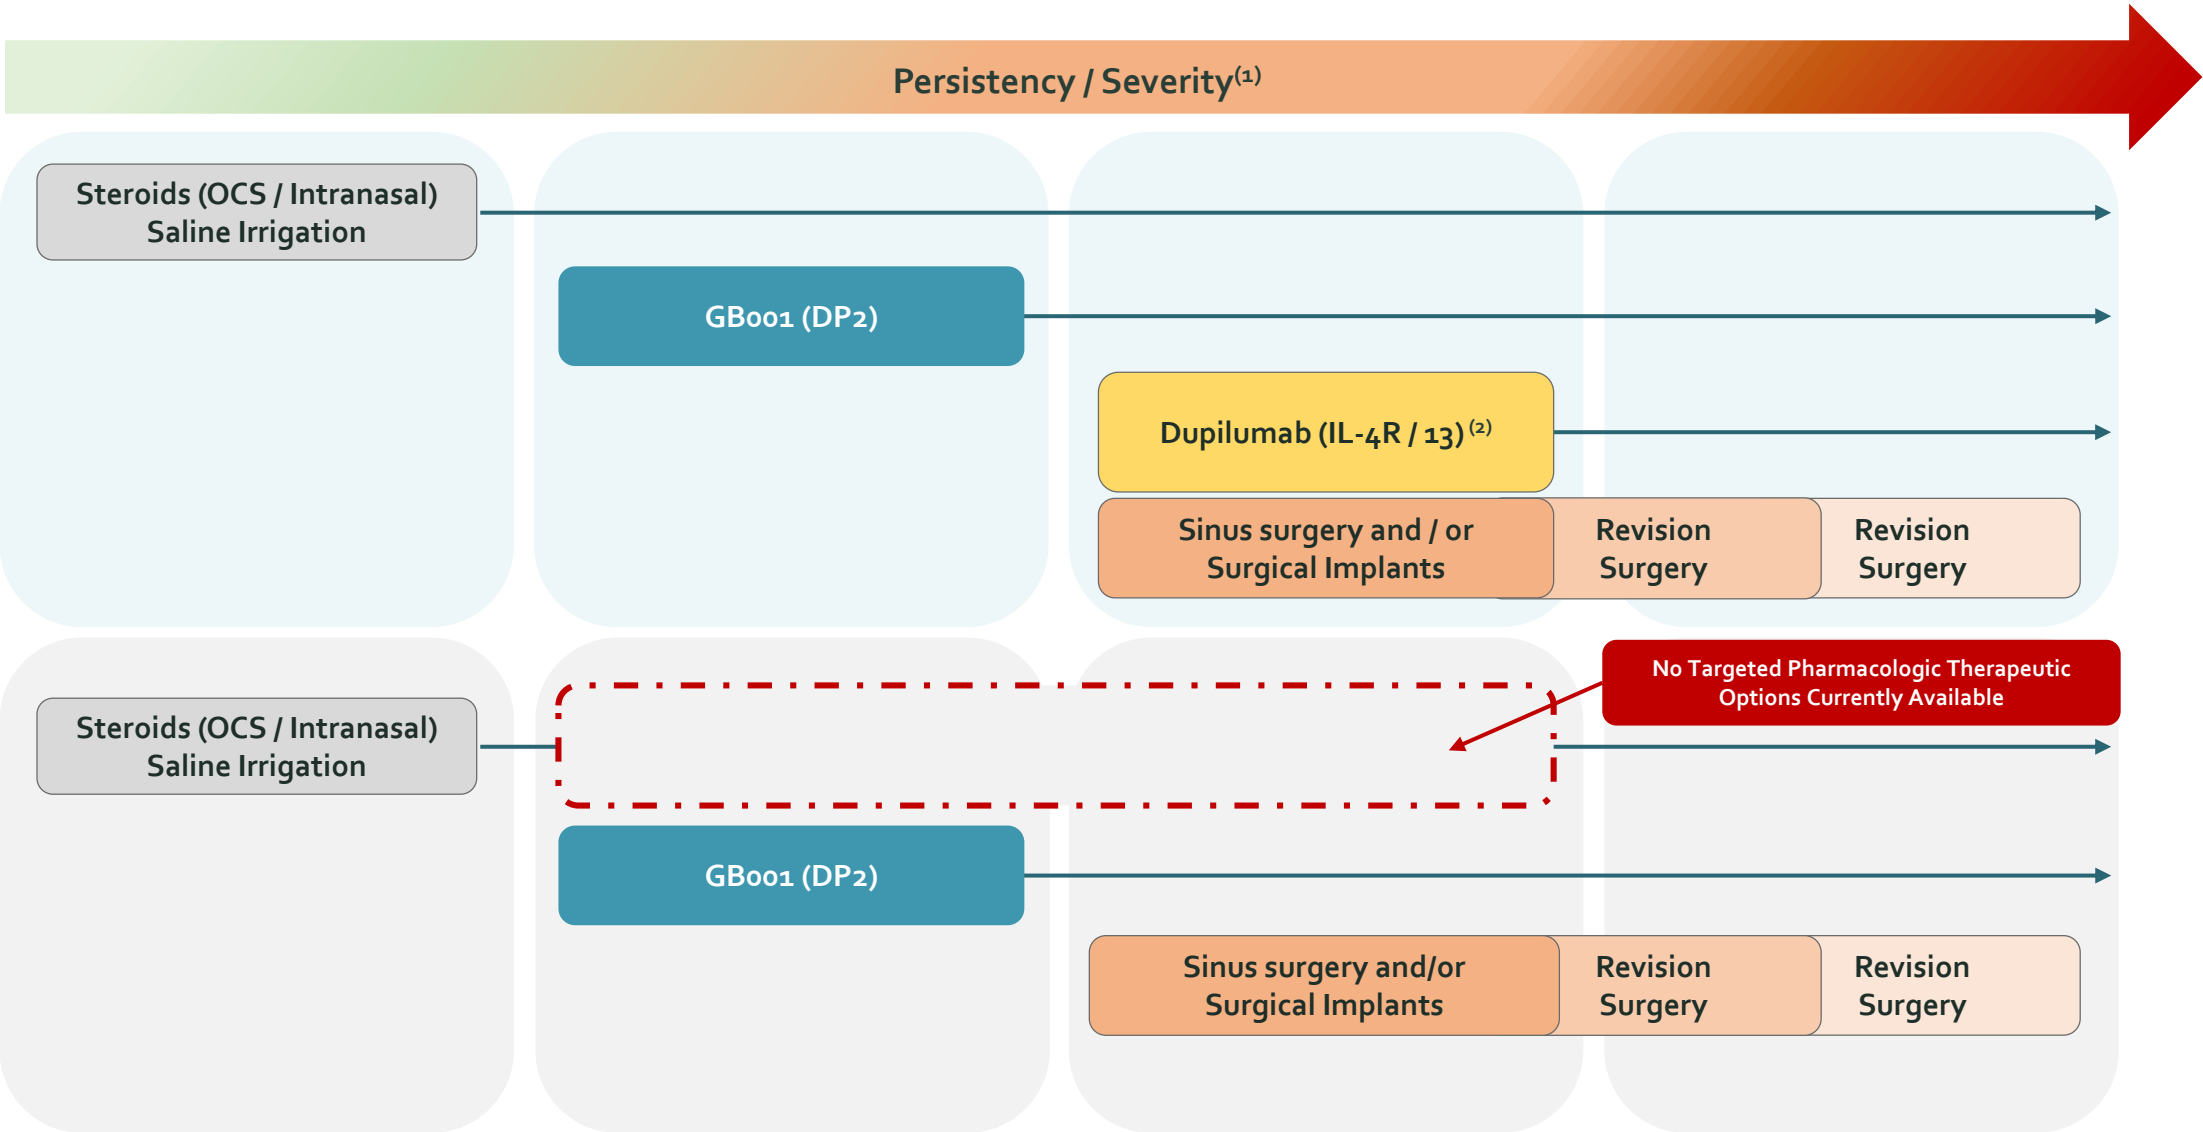 Persistency / Severity(1)
Steroids (OCS / Intranasal)
Saline Irrigation
GB001 (DP2)
Dupilumab (IL-4R / 13) (2)
Sinus surgery and / or
Surgical Implants
Revision
Surgery
Revision
Surgery
No Targeted Pharmacologic Therapeutic
Options Currently Available
Steroids (OCS / Intranasal)
Saline Irrigation
GB001 (DP2)
Sinus surgery and/or
Surgical Implants
Revision
Surgery
Revision
Surgery